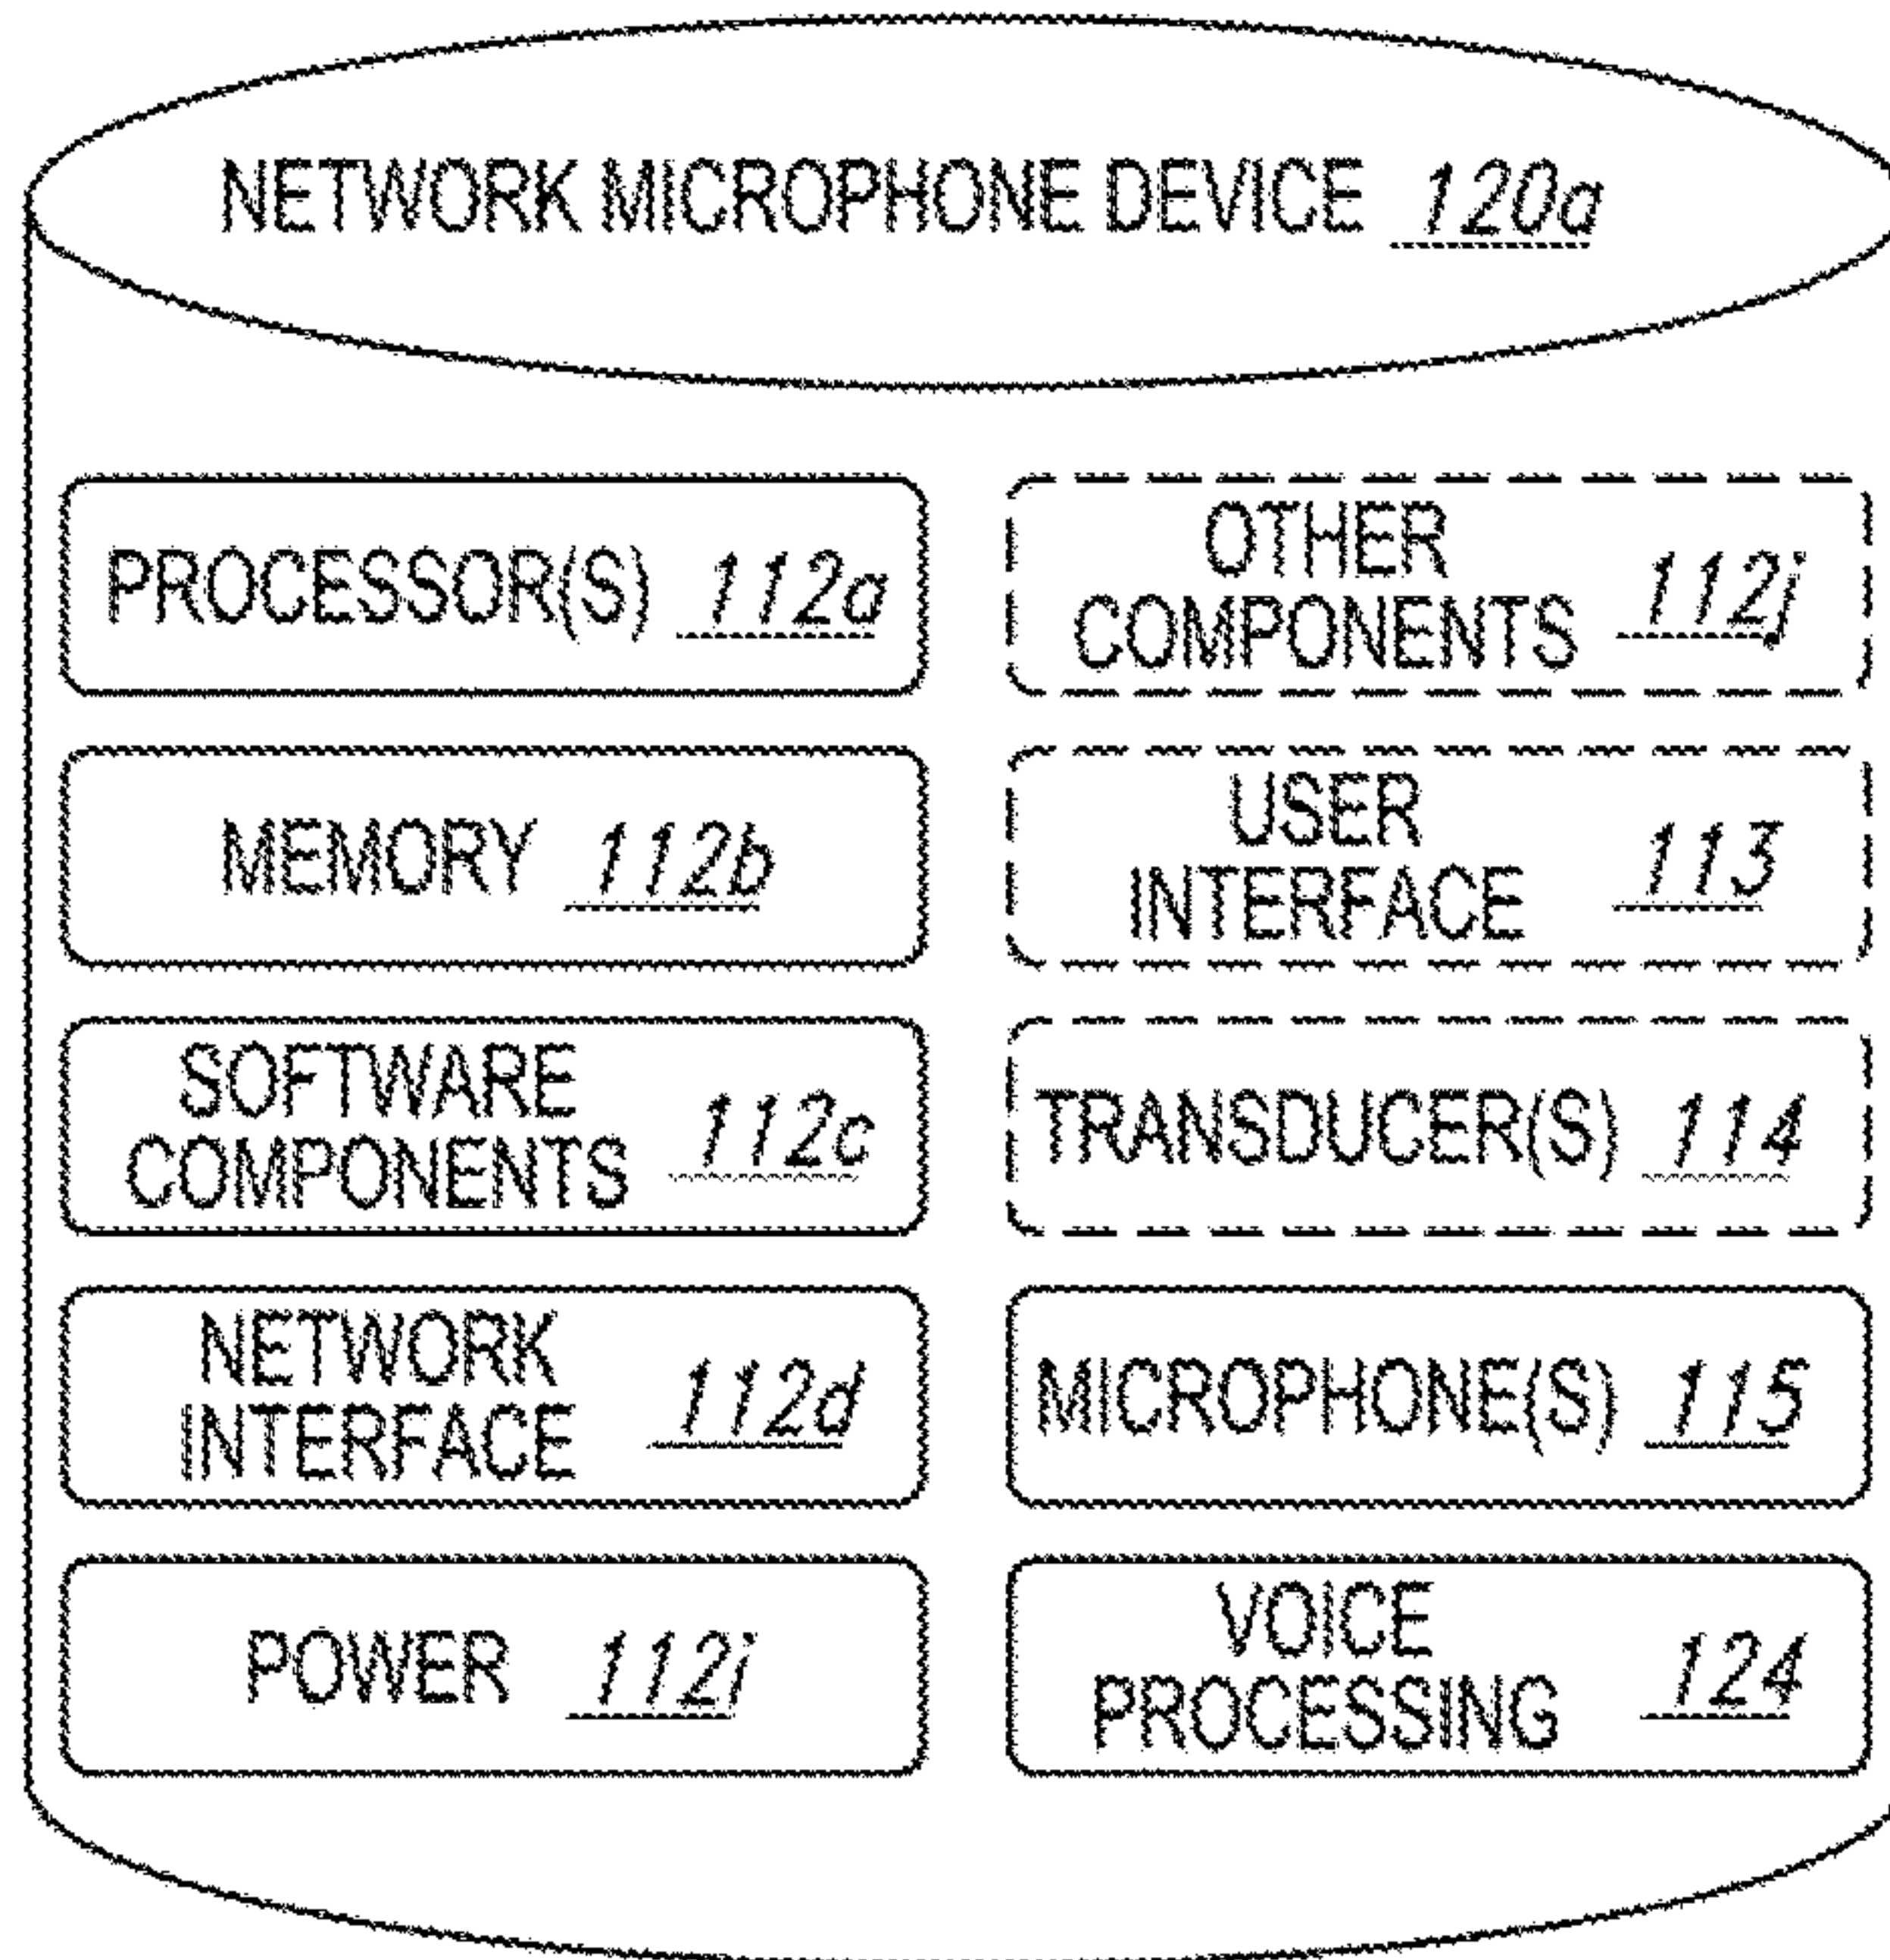 NETWORK MICROPHONE DEVICE 120a
PROCESSOR(S) 112a
MEMORY 112b
SOFTWARE
COMPONENTS 112c
NETWORK
INTERFACE 112d
POWER 112i
OTHER
COMPONENTS 112j
USER
INTERFACE 113
TRANSDUCER(S) 114
MICROPHONE(S) 115
VOICE
PROCESSING 124